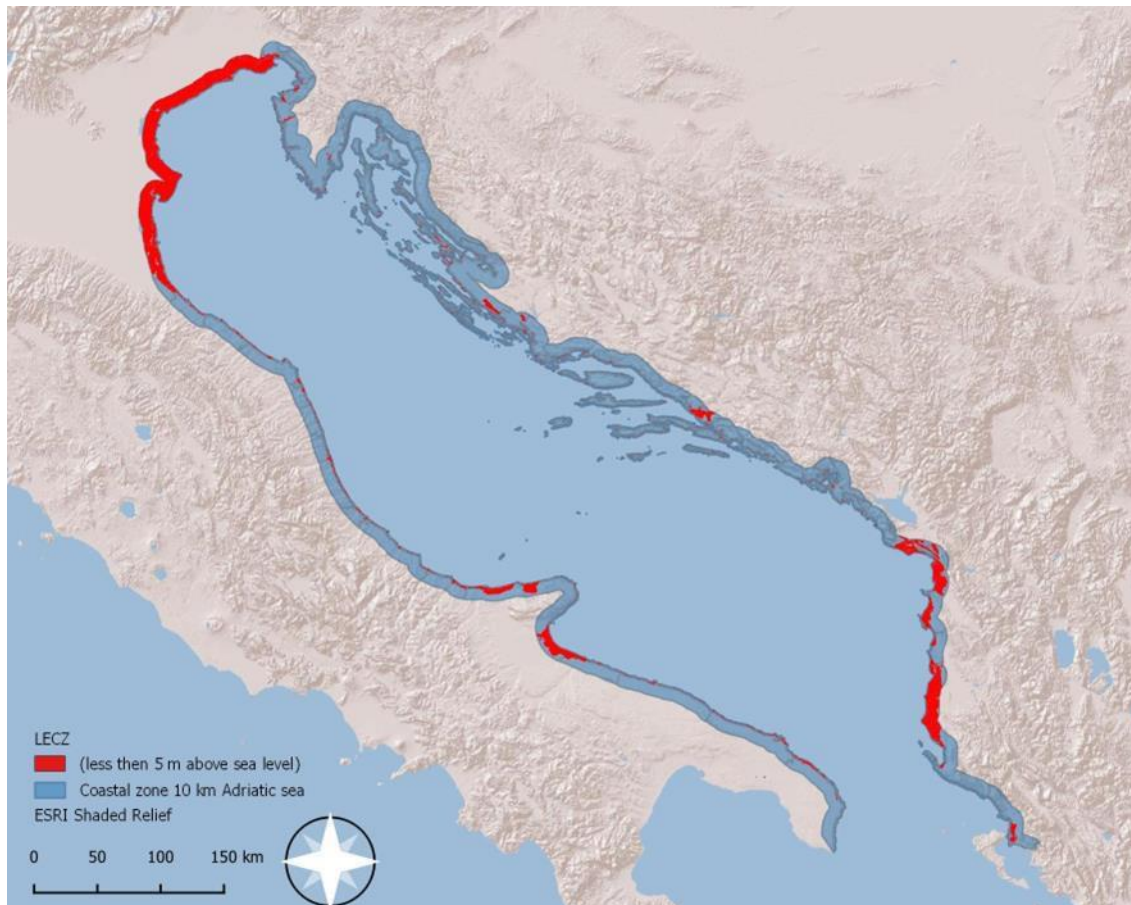 LECZ
(less then 5 m above sea level)
Coastal zone 10 km Adriatic sea
ESRI Shaded Relief
0 50 100 150 km